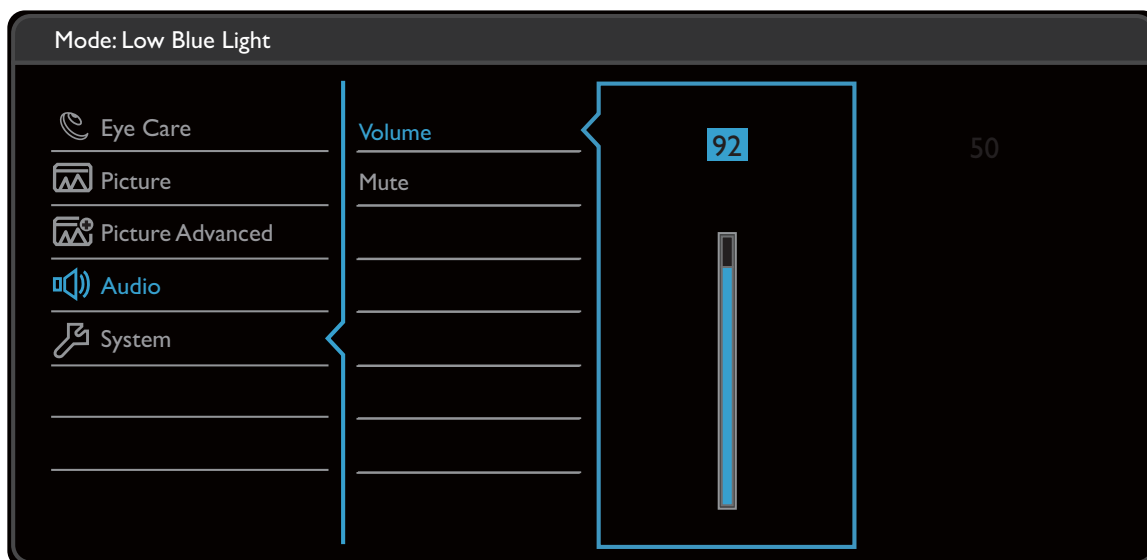 Mode: Low Blue Light
Eye Care
Picture
Picture Advanced
Audio
System
Volume
Mute
92
50